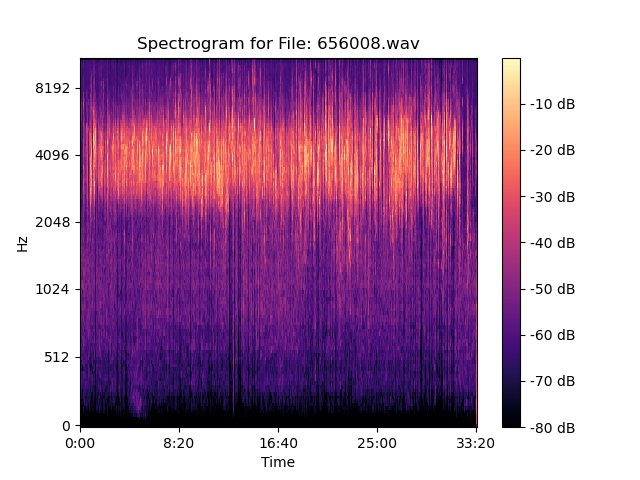 Spectrogram for File: 656008.wav
8192
4096
2048
1024
512
0
Hz
0:00
8:20
16:40
25:00
33:20
Time
-10 dB
-20 dB
-30 dB
-40 dB
-50 dB
-60 dB
-70 dB
-80 dB